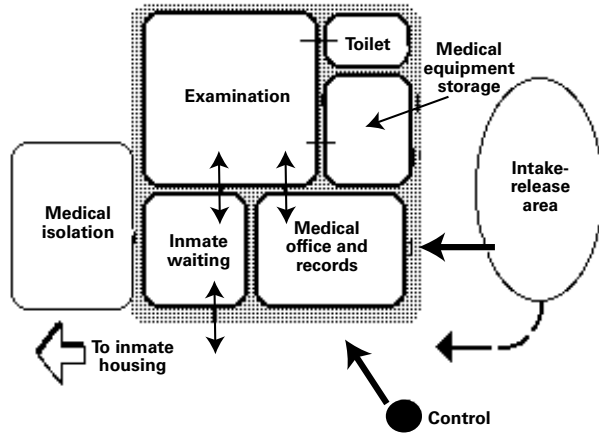 Toilet
Medical
equipment
storage
Examination
Intake-
release
area
Medical
isolation
Inmate
waiting
Medical
office and
records
To inmate
housing
Control